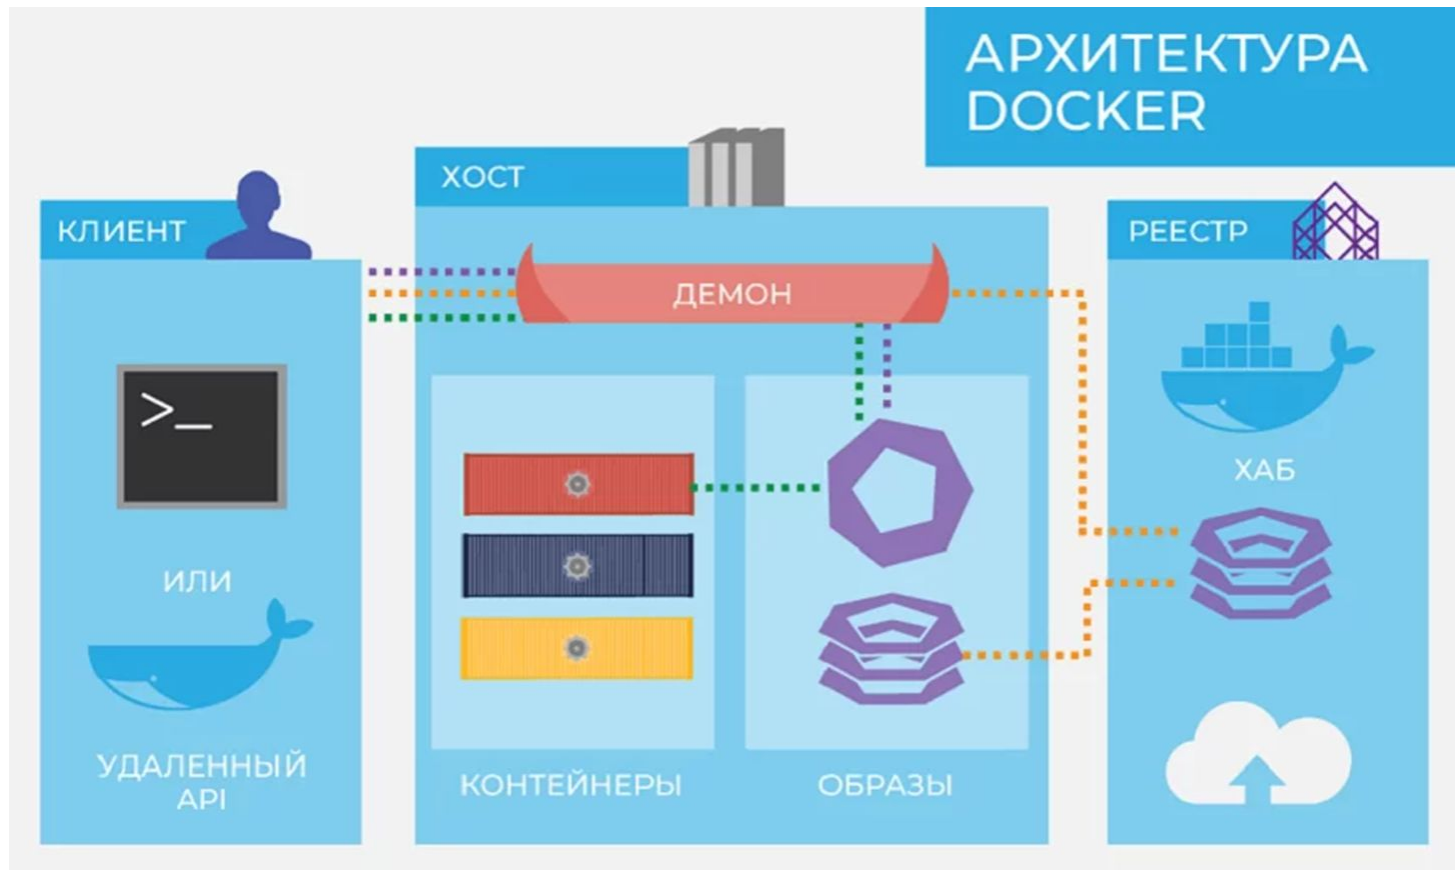 АРХИТЕКТУРА
DOCKER
КЛИЕНТ
>_
ИЛИ
УДАЛЕННЫЙ
API
ХОСТ
ДЕМОН
КОНТЕЙНЕРЫ
ОБРАЗЫ
РЕЕСТР
ХАБ